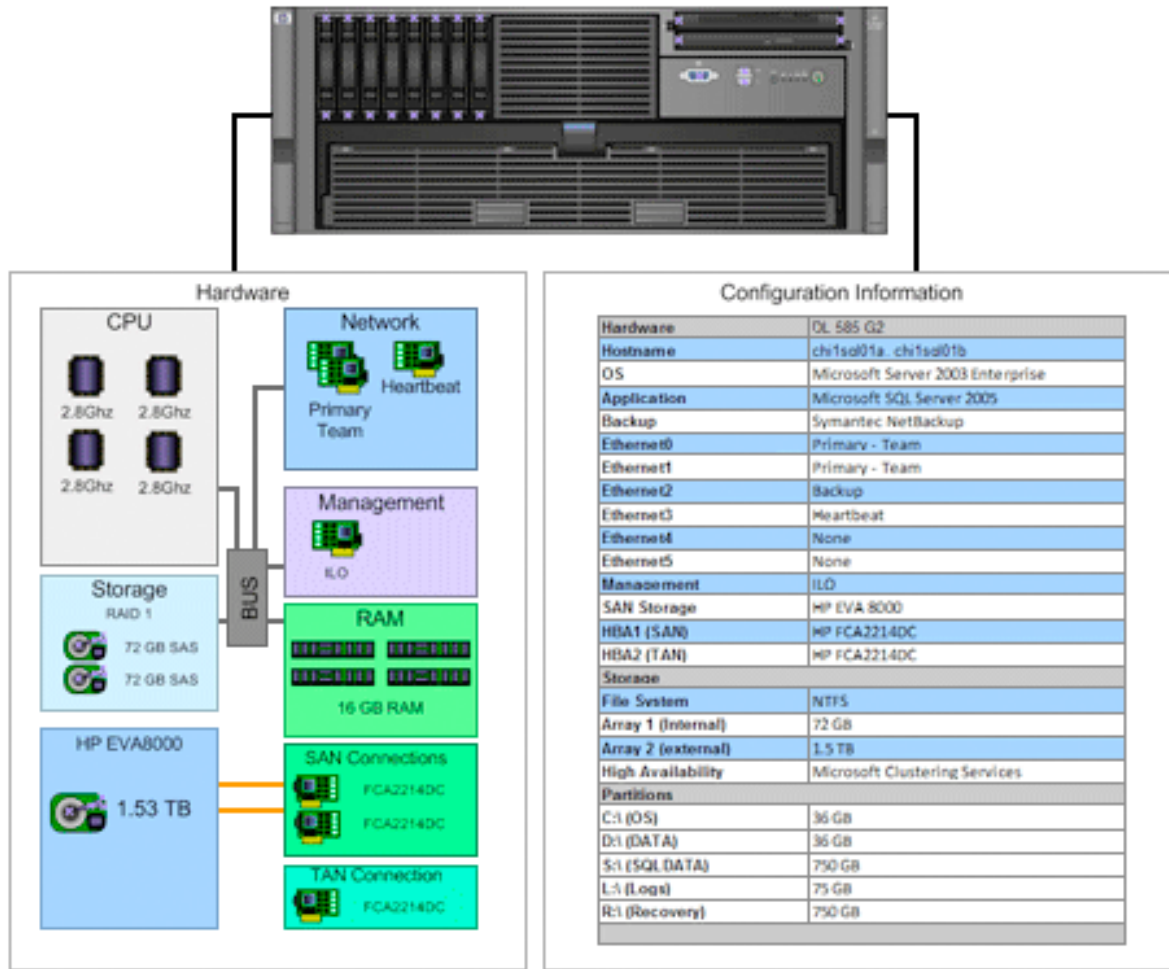 Hardware
CPU
2.8Ghz 2.8Ghz
2.8Ghz 2.8Ghz
Network
Heartbeat
Primary
Team
Management
ILO
BUS
Storage
RAID 1
72 GB SAS
72 GB SAS
RAM
16 GB RAM
HP EVA8000
1.53 TB
SAN Connections
FCA2214DC
FCA2214DC
TAN Connection
FCA2214DC
Configuration Information
Hardware DL 585 G2
Hostname chi1sql01a, chi1sql01b
OS Microsoft Server 2003 Enterprise
Application Microsoft SQL Server 2005
Backup Symantec NetBackup
Ethernet0 Primary - Team
Ethernet1 Primary - Team
Ethernet2 Backup
Ethernet3 Heartbeat
Ethernet4 None
Ethernet5 None
Management ILO
SAN Storage HP EVA 8000
HBA1 (SAN) HP FCA2214DC
HBA2 (TAN) HP FCA2214DC
Storage
File System NTFS
Array 1 (Internal) 72 GB
Array 2 (external) 1.5 TB
High Availability Microsoft Clustering Services
Partitions
C:\ (OS) 36 GB
D:\ (DATA) 36 GB
S:\ (SQLDATA) 750 GB
L:\ (Logs) 75 GB
R:\ (Recovery) 750 GB